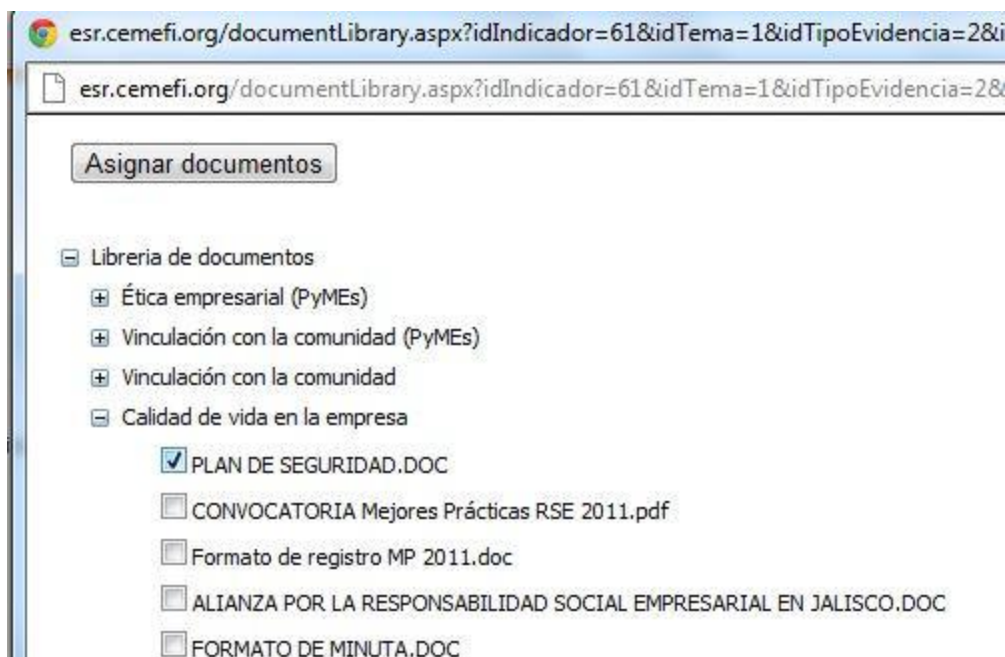 esr.cemefi.org/documentLibrary.aspx?idIndicador=61&idTema=1&idTipoEvidencia=2&i
esr.cemefi.org/documentLibrary.aspx?idIndicador=61&idTema=1&idTipoEvidencia=2&
Asignar documentos
Libreria de documentos
Ética empresarial (PyMEs)
Vinculación con la comunidad (PyMEs)
Vinculación con la comunidad
Calidad de vida en la empresa
PLAN DE SEGURIDAD.DOC
CONVOCATORIA Mejores Prácticas RSE 2011.pdf
Formato de registro MP 2011.doc
ALIANZA POR LA RESPONSABILIDAD SOCIAL EMPRESARIAL EN JALISCO.DOC
FORMATO DE MINUTA.DOC